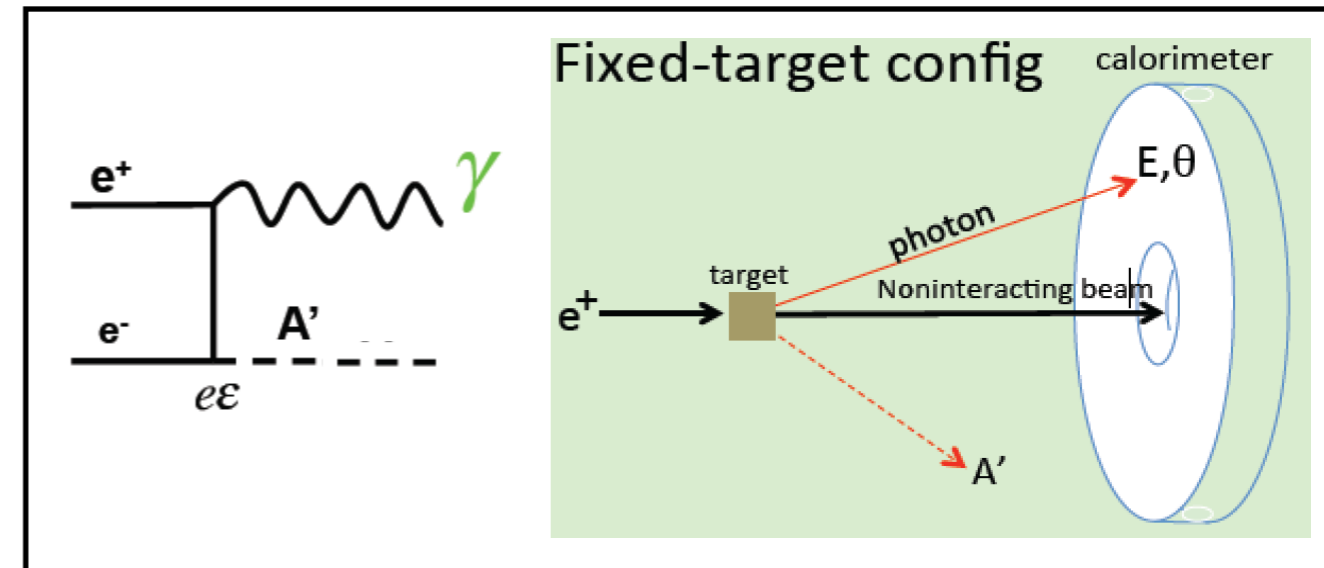 e⁺
γ
e⁻
A’
eε
Fixed-target config
calorimeter
E,θ
photon
target
Noninteracting beam
e⁺
A’